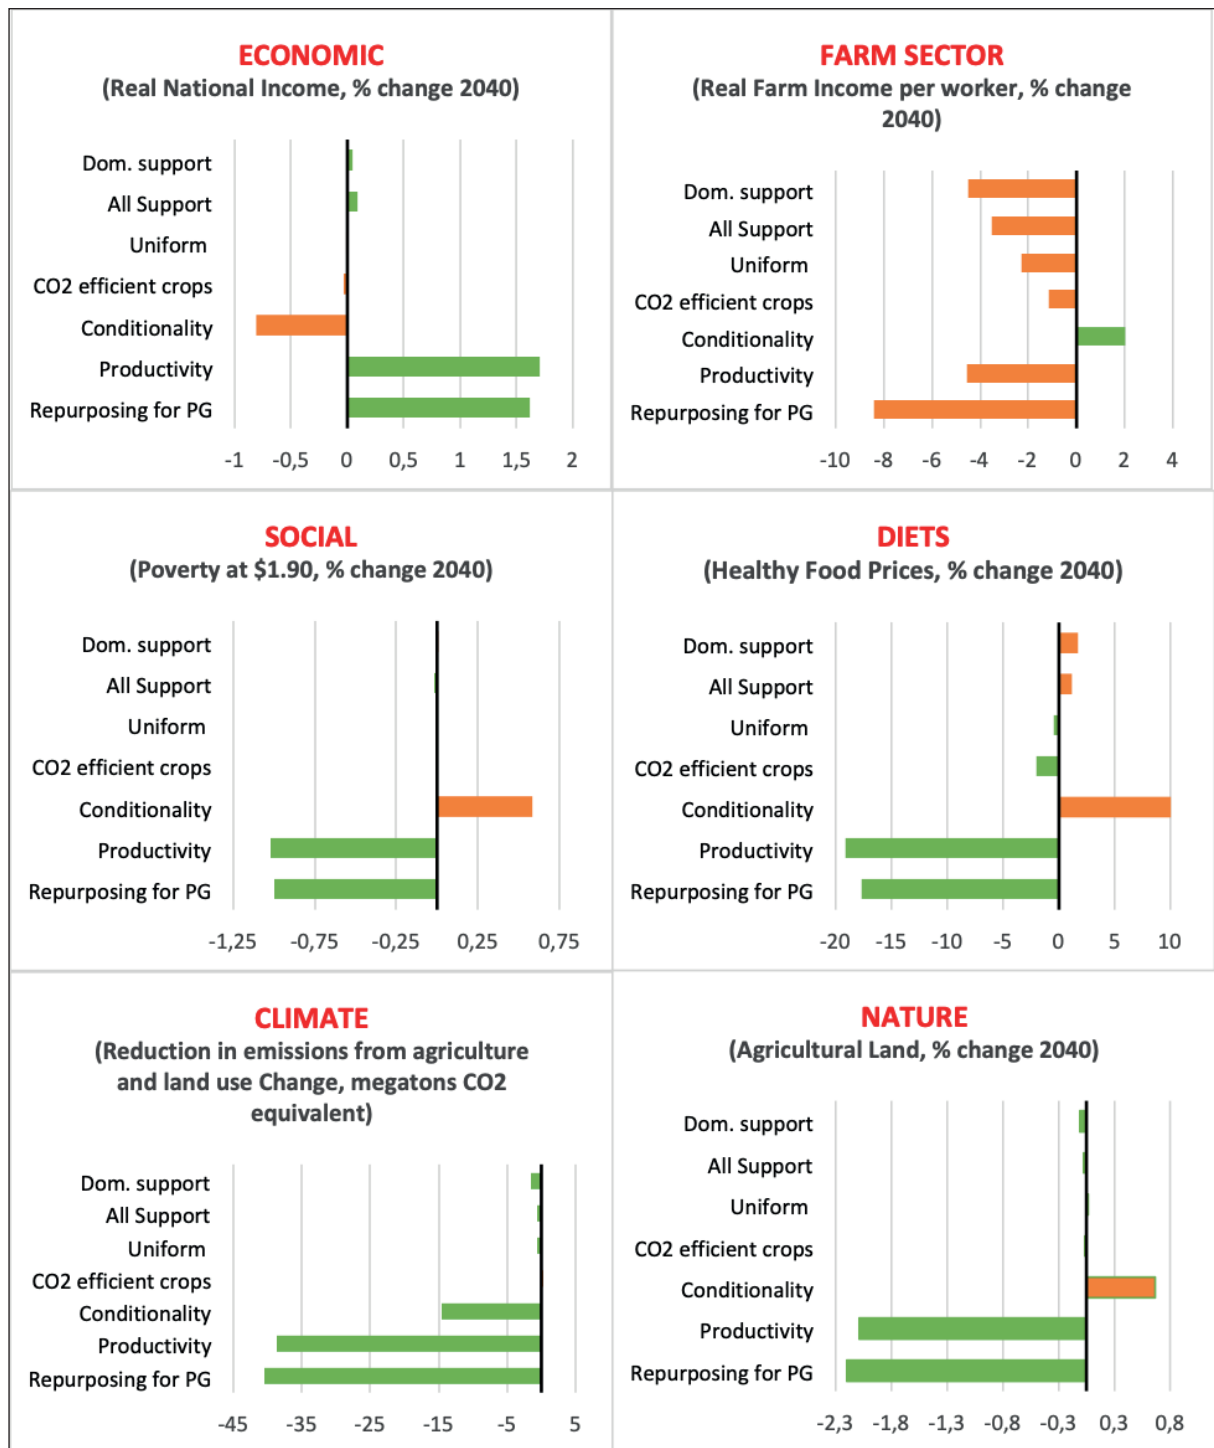 ECONOMIC
(Real National Income, % change 2040)
Dom. support
All Support
Uniform
CO2 efficient crops
Conditionality
Productivity
Repurposing for PG
-1 -0,5 0 0,5 1 1,5 2
FARM SECTOR
(Real Farm Income per worker, % change
2040)
Dom. support
All Support
Uniform
CO2 efficient crops
Conditionality
Productivity
Repurposing for PG
-10 -8 -6 -4 -2 0 2 4
SOCIAL
(Poverty at $1.90, % change 2040)
Dom. support
All Support
Uniform
CO2 efficient crops
Conditionality
Productivity
Repurposing for PG
-1,25 -0,75 -0,25 0,25 0,75
DIETS
(Healthy Food Prices, % change 2040)
Dom. support
All Support
Uniform
CO2 efficient crops
Conditionality
Productivity
Repurposing for PG
-20 -15 -10 -5 0 5 10
CLIMATE
(Reduction in emissions from agriculture
and land use Change, megatons CO2
equivalent)
Dom. support
All Support
Uniform
CO2 efficient crops
Conditionality
Productivity
Repurposing for PG
-45 -35 -25 -15 -5 5
NATURE
(Agricultural Land, % change 2040)
Dom. support
All Support
Uniform
CO2 efficient crops
Conditionality
Productivity
Repurposing for PG
-2,3 -1,8 -1,3 -0,8 -0,3 0,3 0,8